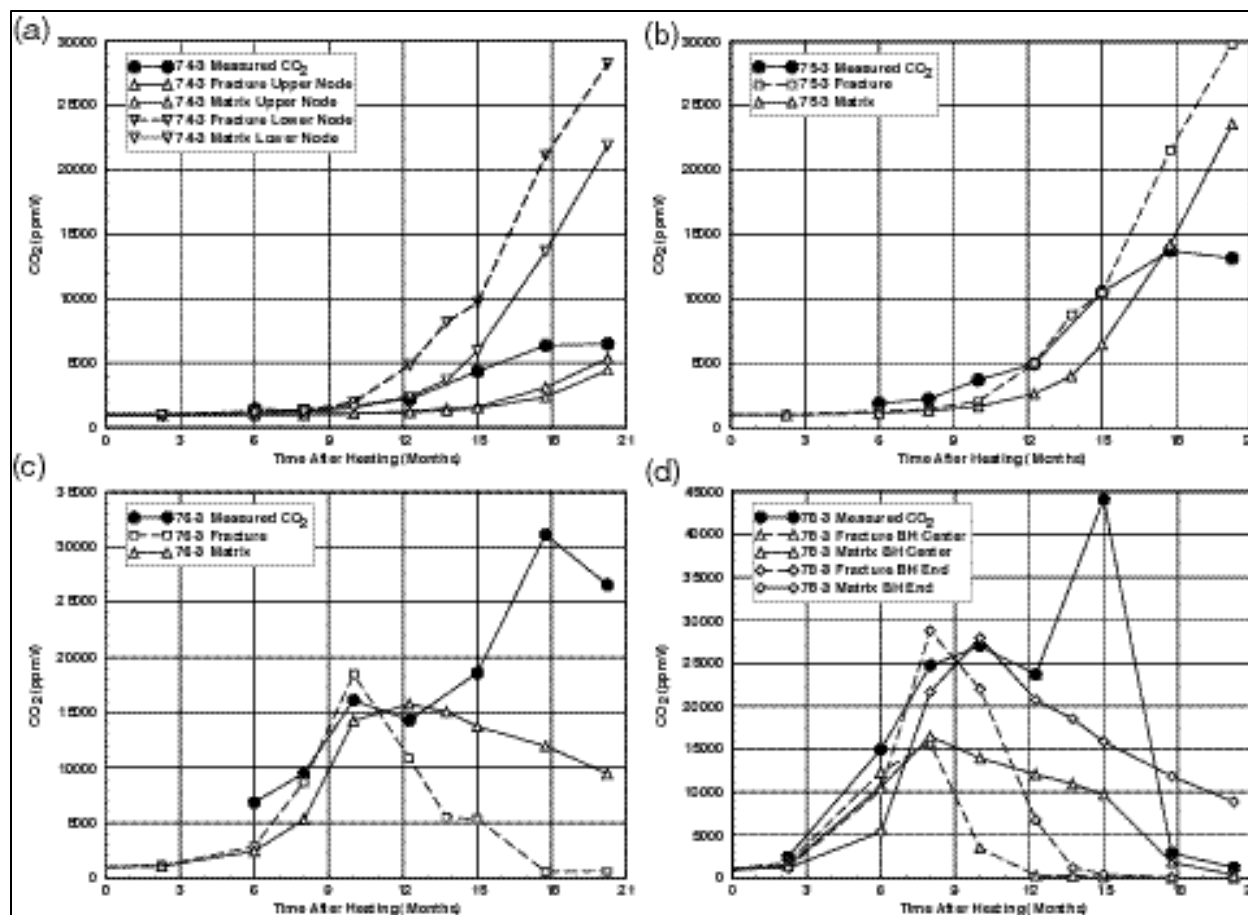 (a)
30000
25000
20000
15000
10000
5000
0
CO2 (ppmV)
74-3 Measured CO2
74-3 Fracture Upper Node
74-3 Matrix Upper Node
74-3 Fracture Lower Node
74-3 Matrix Lower Node
0 3 6 9 12 15 18 21
Time After Heating (Months)
(b)
30000
25000
20000
15000
10000
5000
0
CO2 (ppmV)
75-3 Measured CO2
75-3 Fracture
75-3 Matrix
0 3 6 9 12 15 18 2
Time After Heating (Months)
(c)
35000
30000
25000
20000
15000
10000
5000
0
CO2 (ppmV)
76-3 Measured CO2
76-3 Fracture
76-3 Matrix
0 3 6 9 12 15 18 21
Time After Heating (Months)
(d)
45000
40000
35000
30000
25000
20000
15000
10000
5000
0
CO2 (ppmV)
78-3 Measured CO2
78-3 Fracture BH Center
78-3 Matrix BH Center
78-3 Fracture BH End
78-3 Matrix BH End
0 3 6 9 12 15 18 2
Time After Heating (Months)